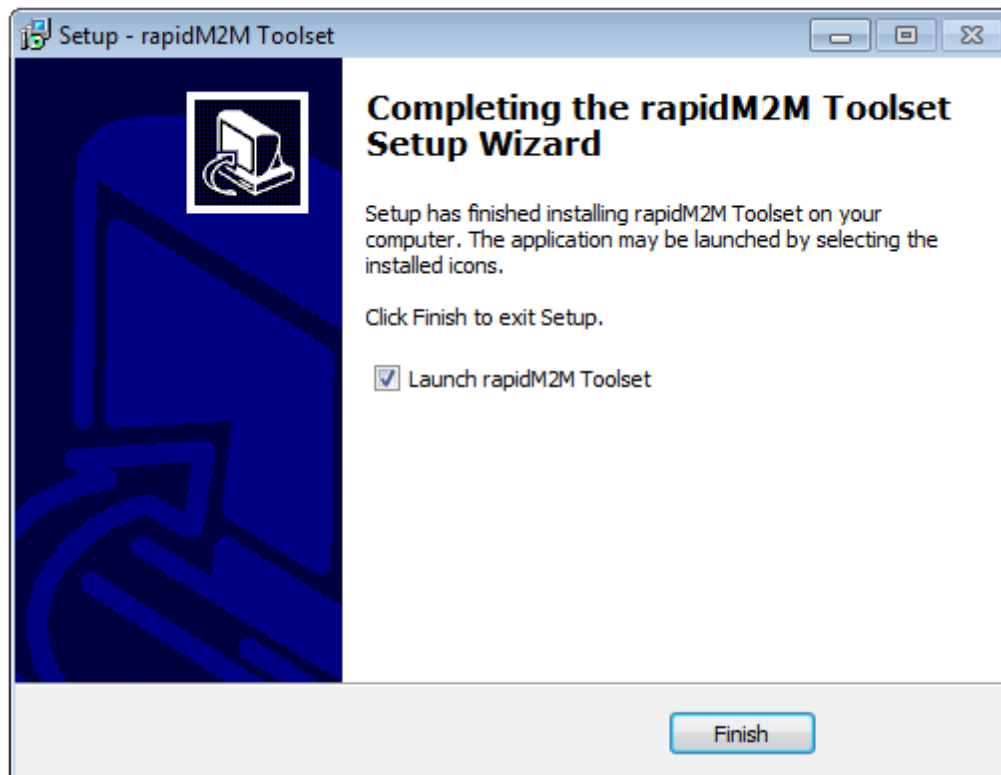 Setup - rapidM2M Toolset
Completing the rapidM2M Toolset
Setup Wizard
Setup has finished installing rapidM2M Toolset on your
computer. The application may be launched by selecting the
installed icons.
Click Finish to exit Setup.
Launch rapidM2M Toolset
Finish